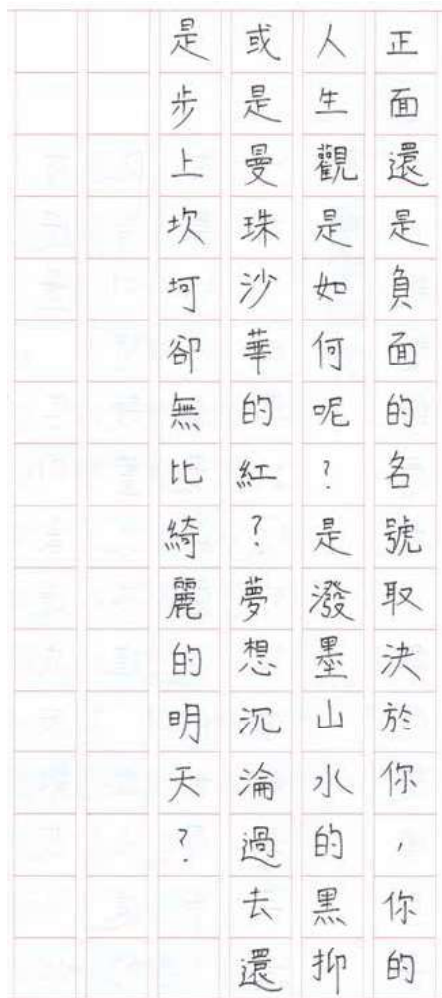 正面還是負面的名號取決於你，你的
人生觀是如何呢？是潑墨山水的黑抑
或是曼珠沙華的紅？夢想沉淪過去還
是步上坎坷卻無比綺麗的明天？